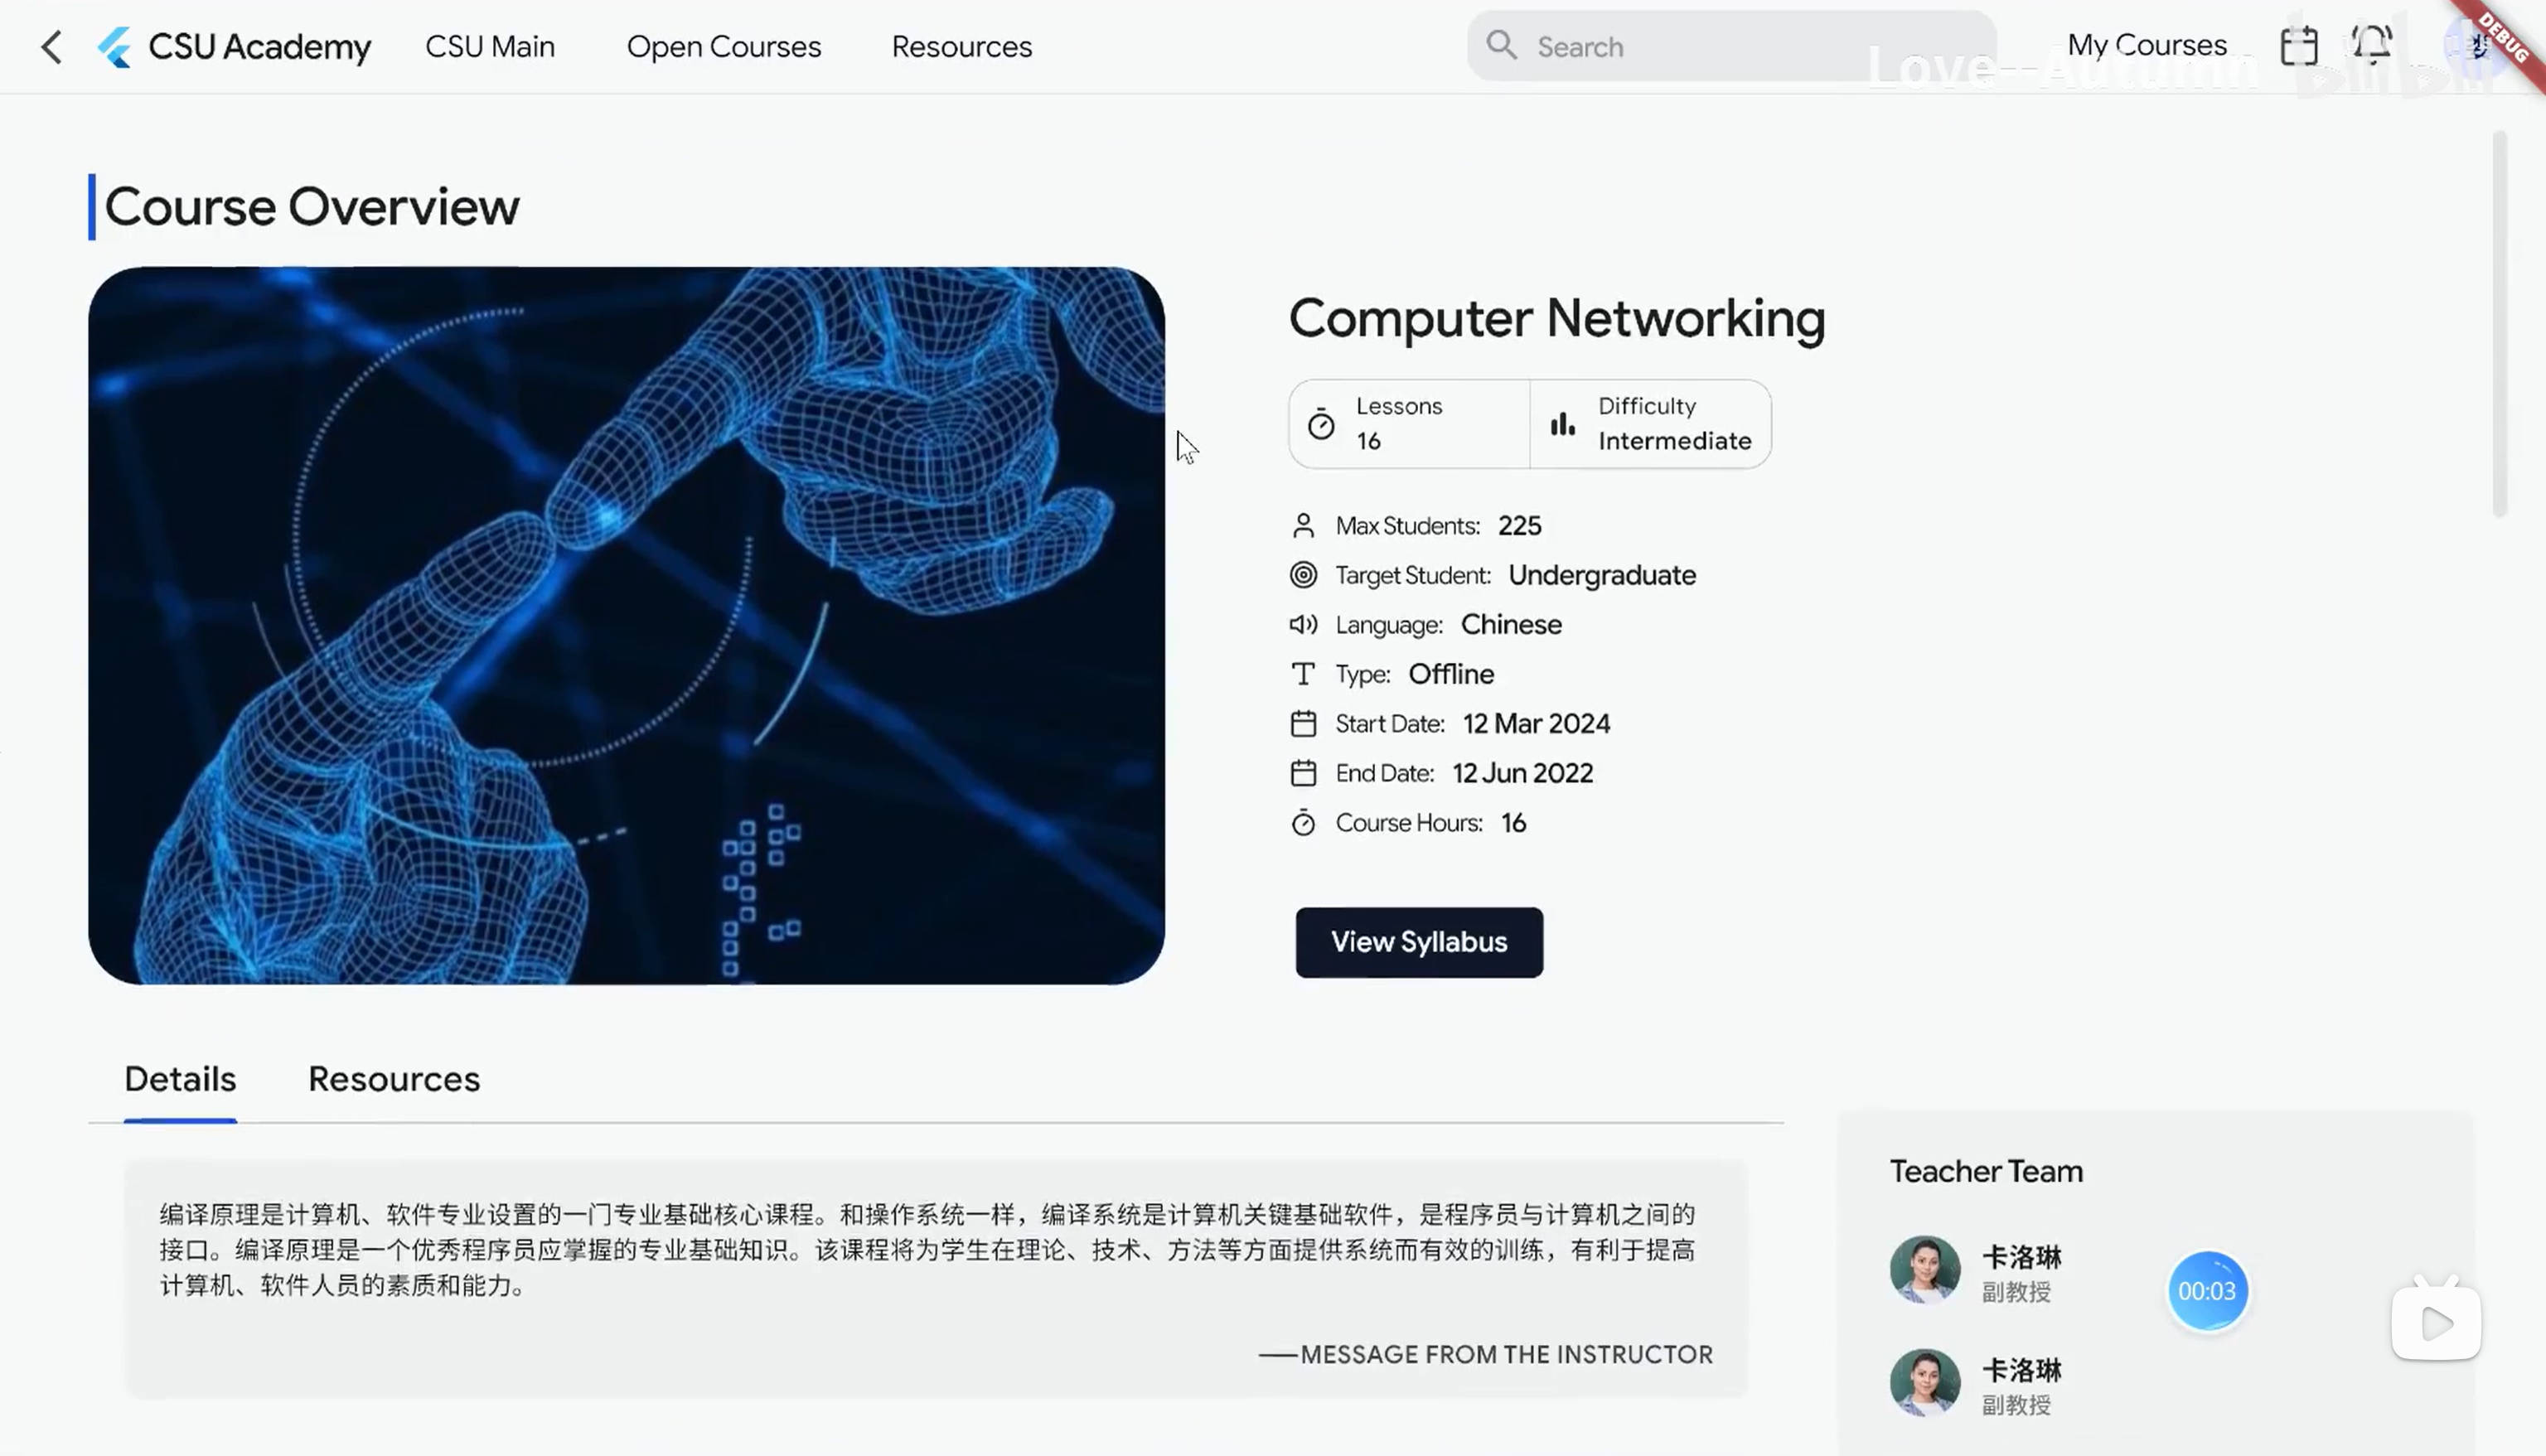 CSU Academy
CSU Main
Open Courses
Resources
Search
My Courses
DEBUG
Love--Autumn
bilibili
Course Overview
Computer Networking
Lessons
16
Difficulty
Intermediate
Max Students: 225
Target Student: Undergraduate
Language: Chinese
Type: Offline
Start Date: 12 Mar 2024
End Date: 12 Jun 2022
Course Hours: 16
View Syllabus
Details
Resources
编译原理是计算机、软件专业设置的一门专业基础核心课程。和操作系统一样，编译系统是计算机关键基础软件，是程序员与计算机之间的
接口。编译原理是一个优秀程序员应掌握的专业基础知识。该课程将为学生在理论、技术、方法等方面提供系统而有效的训练，有利于提高
计算机、软件人员的素质和能力。
——MESSAGE FROM THE INSTRUCTOR
Teacher Team
卡洛琳
副教授
00:03
卡洛琳
副教授